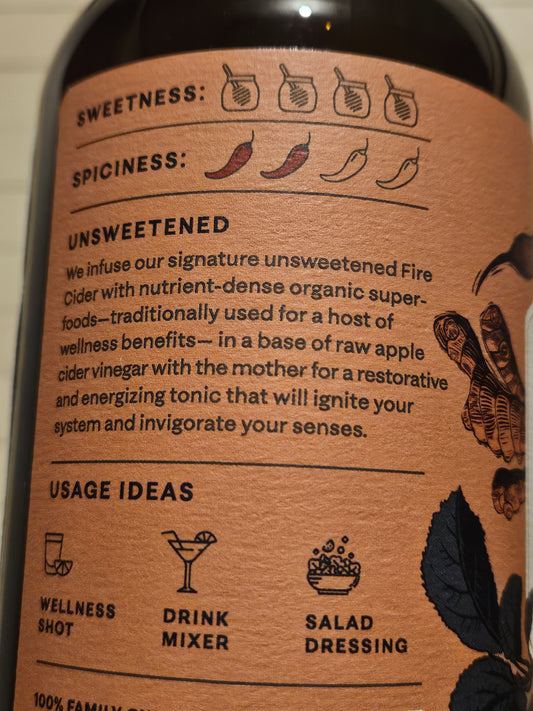 SWEETNESS:
SPICINESS:
UNSWEETENED
We infuse our signature unsweetened Fire
Cider with nutrient-dense organic super-
foods—traditionally used for a host of
wellness benefits— in a base of raw apple
cider vinegar with the mother for a restorative
and energizing tonic that will ignite your
system and invigorate your senses.
USAGE IDEAS
WELLNESS
SHOT
DRINK
MIXER
SALAD
DRESSING
100% FAMILY